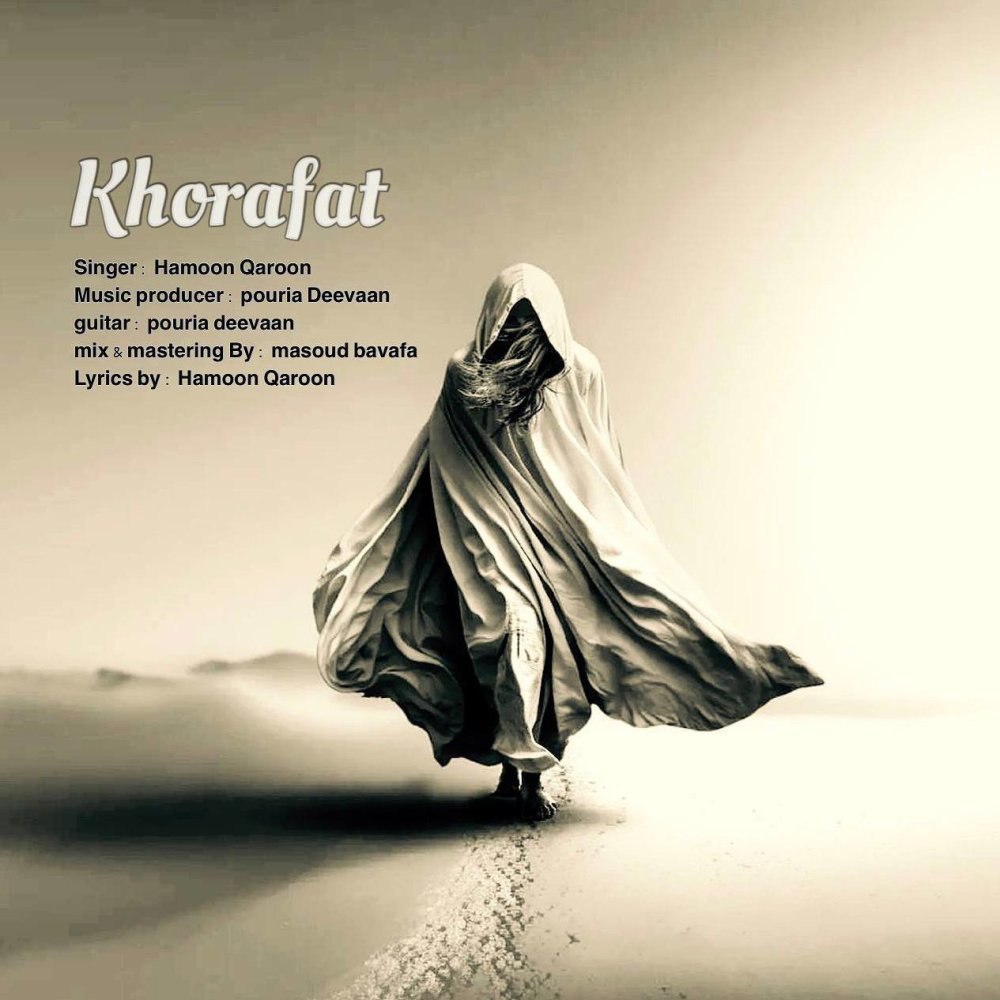 Khorafat
Singer : Hamoon Qaroon
Music producer : pouria Deevaan
guitar : pouria deevaan
mix & mastering By : masoud bavafa
Lyrics by : Hamoon Qaroon